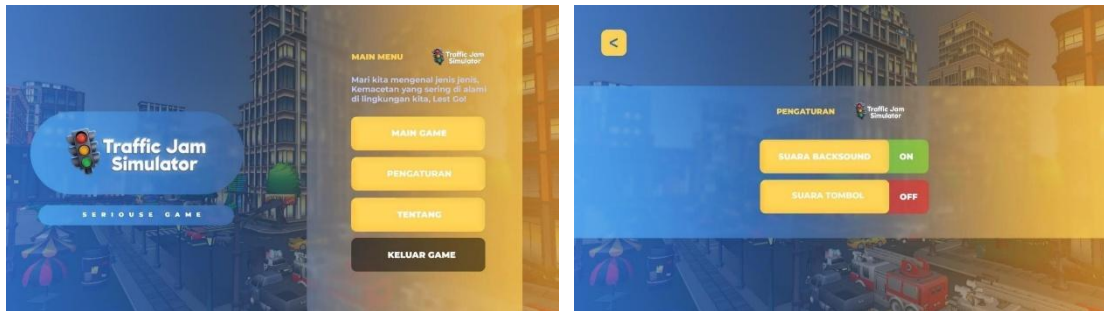 MAIN MENU
Traffic Jam
Simulator
Mari kita mengenal jenis jenis,
Kemacetan yang sering di alami
di lingkungan kita, Lest Go!
Traffic Jam
Simulator
SERIOUSE GAME
MAIN GAME
PENGATURAN
TENTANG
KELUAR GAME
<
PENGATURAN
Traffic Jam
Simulator
SUARA BACKSOUND
ON
SUARA TOMBOL
OFF